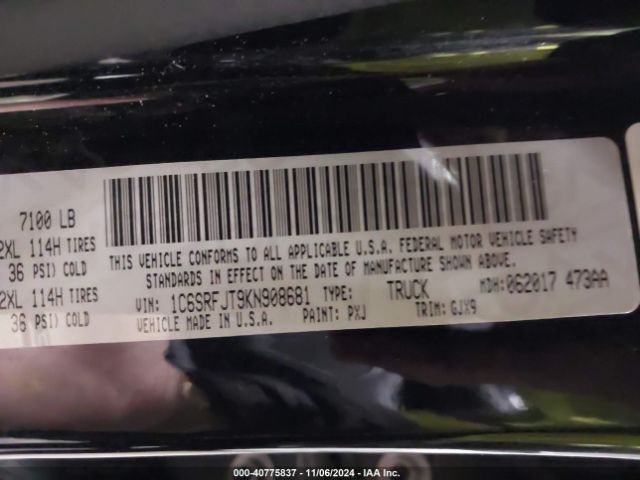 7100 LB
2XL 114H TIRES
36 PSI) COLD
2XL 114H TIRES
36 PSI) COLD
THIS VEHICLE CONFORMS TO ALL APPLICABLE U.S.A. FEDERAL MOTOR VEHICLE SAFETY
STANDARDS IN EFFECT ON THE DATE OF MANUFACTURE SHOWN ABOVE.
VIN: 1C6SRFJT9KN908681 TYPE: TRUCK MDH: 062017 473AA
VEHICLE MADE IN U.S.A. PAINT: PXJ TRIM: GJX9
000-40775837 - 11/06/2024 - IAA Inc.